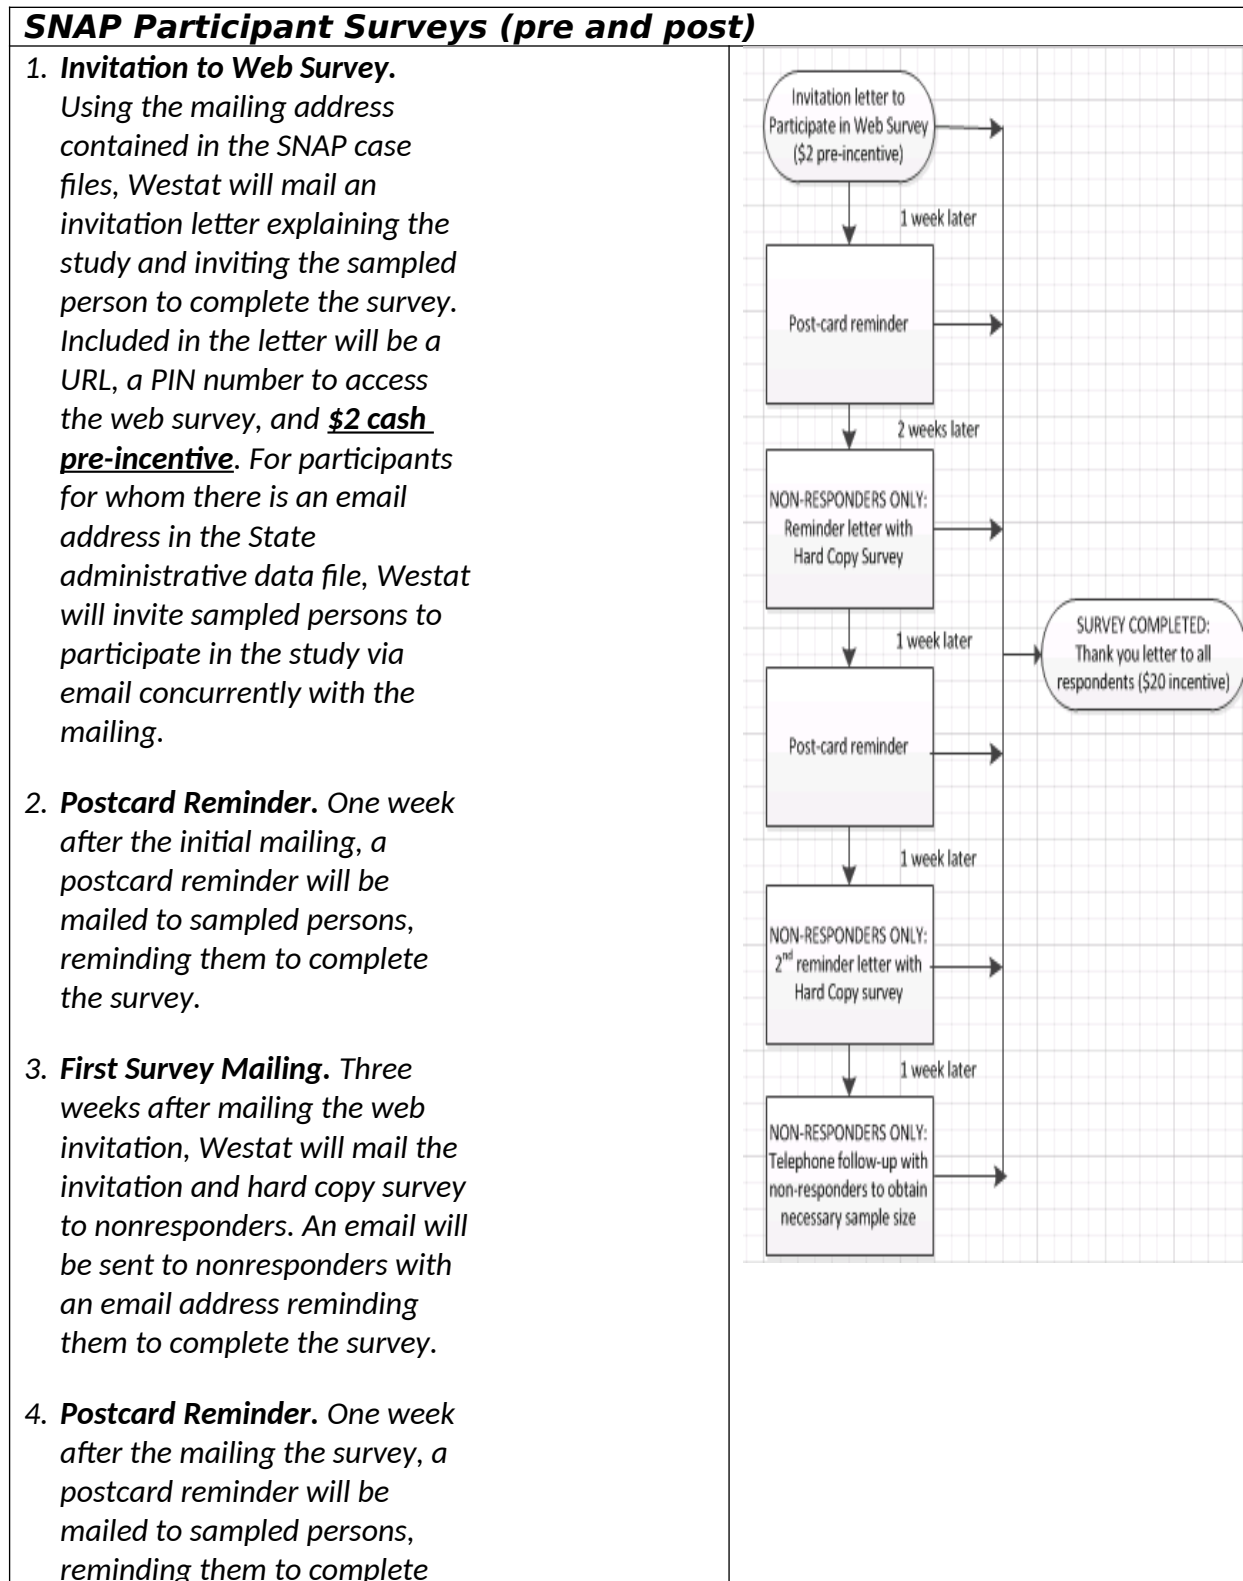 SNAP Participant Surveys (pre and post)
1. Invitation to Web Survey.
Using the mailing address
contained in the SNAP case
files, Westat will mail an
invitation letter explaining the
study and inviting the sampled
person to complete the survey.
Included in the letter will be a
URL, a PIN number to access
the web survey, and $2 cash
pre-incentive. For participants
for whom there is an email
address in the State
administrative data file, Westat
will invite sampled persons to
participate in the study via
email concurrently with the
mailing.
2. Postcard Reminder. One week
after the initial mailing, a
postcard reminder will be
mailed to sampled persons,
reminding them to complete
the survey.
3. First Survey Mailing. Three
weeks after mailing the web
invitation, Westat will mail the
invitation and hard copy survey
to nonresponders. An email will
be sent to nonresponders with
an email address reminding
them to complete the survey.
4. Postcard Reminder. One week
after the mailing the survey, a
postcard reminder will be
mailed to sampled persons,
reminding them to complete
Invitation letter to
Participate in Web Survey
($2 pre-incentive)
1 week later
Post-card reminder
2 weeks later
NON-RESPONDERS ONLY:
Reminder letter with
Hard Copy Survey
1 week later
Post-card reminder
1 week later
NON-RESPONDERS ONLY:
2nd reminder letter with
Hard Copy survey
1 week later
NON-RESPONDERS ONLY:
Telephone follow-up with
non-responders to obtain
necessary sample size
SURVEY COMPLETED:
Thank you letter to all
respondents ($20 incentive)